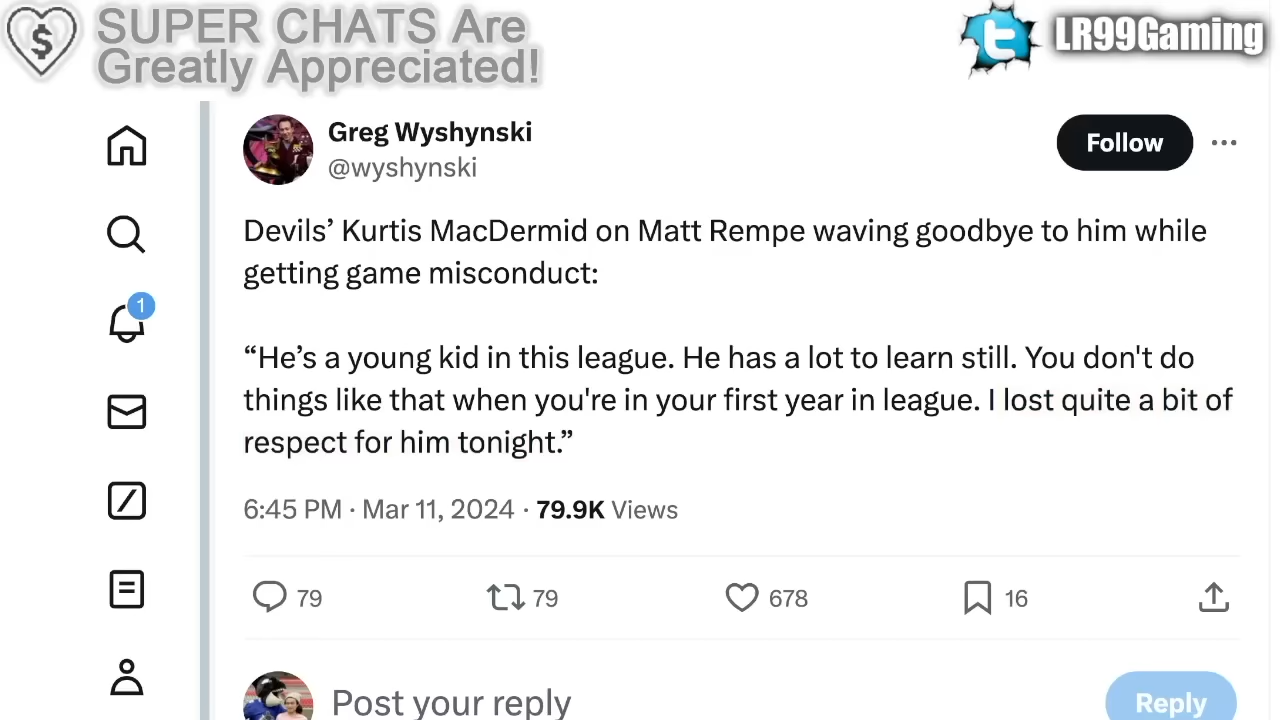 SUPER CHATS Are
Greatly Appreciated!
LR99Gaming
Greg Wyshynski
@wyshynski
Follow
Devils’ Kurtis MacDermid on Matt Rempe waving goodbye to him while
getting game misconduct:
“He’s a young kid in this league. He has a lot to learn still. You don't do
things like that when you're in your first year in league. I lost quite a bit of
respect for him tonight.”
6:45 PM · Mar 11, 2024 · 79.9K Views
79
79
678
16
1
Post your reply
Reply